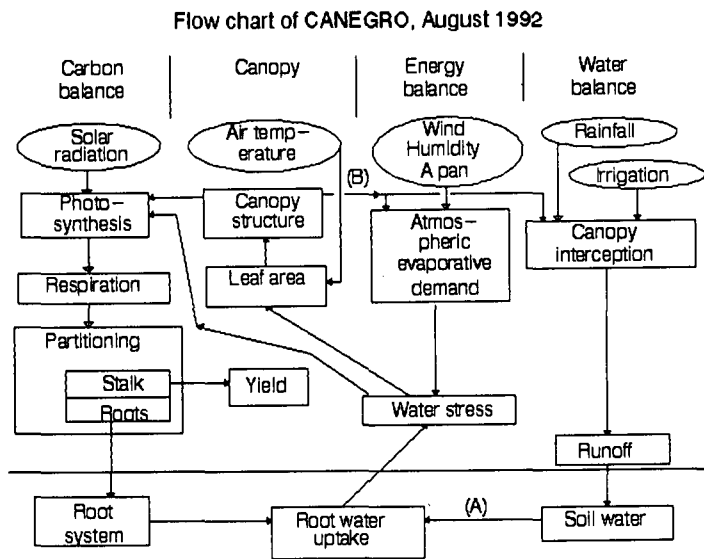 Flow chart of CANEGRO, August 1992
Carbon
balance
Canopy
Energy
balance
Water
balance
Solar
radiation
Air temp-
erature
Wind
Humidity
A pan
Rainfall
Irrigation
(B)
Photo-
synthesis
Canopy
structure
Atmos-
pheric
evaporative
demand
Canopy
interception
Respiration
Leaf area
Partitioning
Stalk
Roots
Yield
Water stress
Runoff
Root
system
Root water
uptake
(A)
Soil water